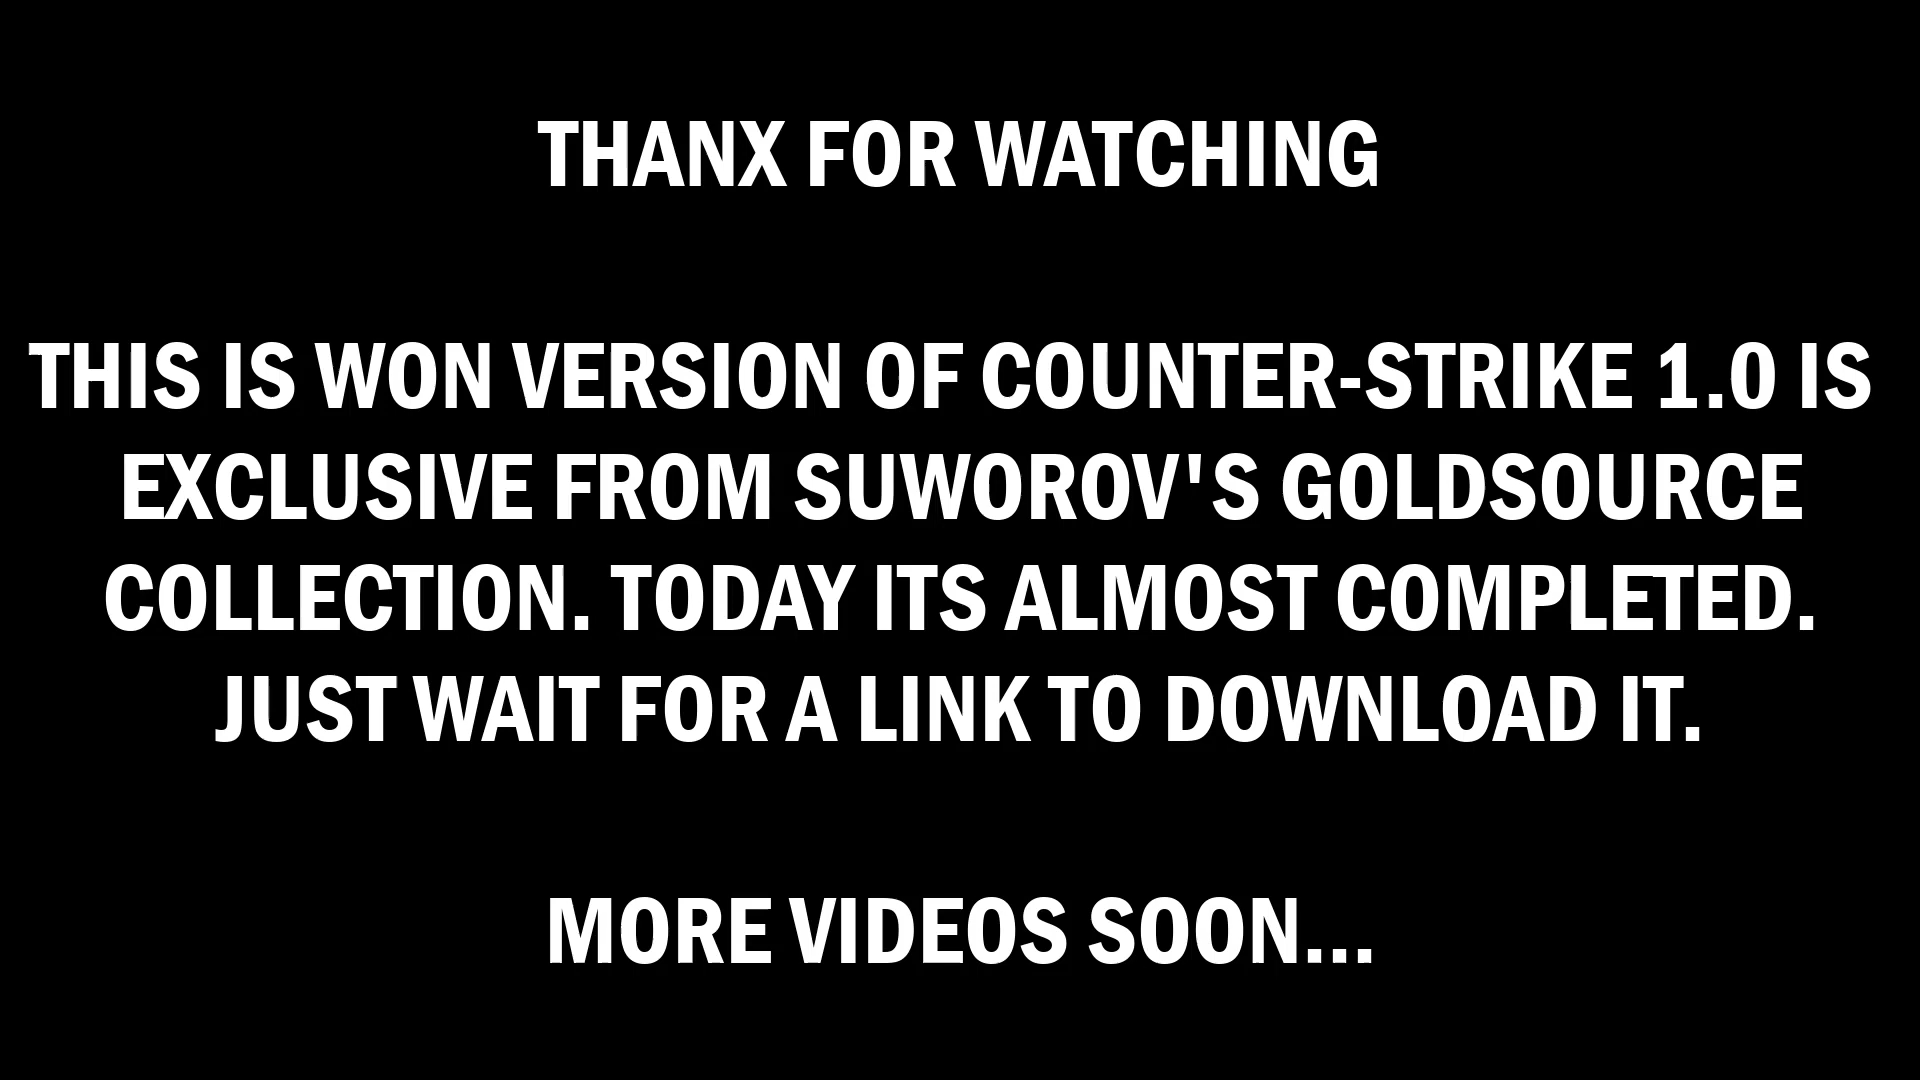 THANX FOR WATCHING
THIS IS WON VERSION OF COUNTER-STRIKE 1.0 IS
EXCLUSIVE FROM SUWOROV'S GOLDSOURCE
COLLECTION. TODAY ITS ALMOST COMPLETED.
JUST WAIT FOR A LINK TO DOWNLOAD IT.
MORE VIDEOS SOON...